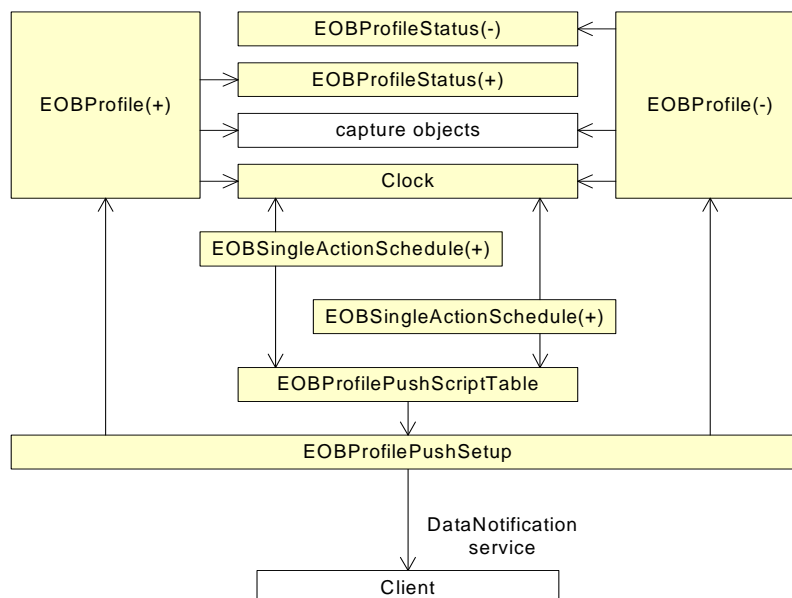 EOBProfileStatus(-)
EOBProfile(+)
EOBProfileStatus(+)
EOBProfile(-)
capture objects
Clock
EOBSingleActionSchedule(+)
EOBSingleActionSchedule(+)
EOBProfilePushScriptTable
EOBProfilePushSetup
DataNotification
service
Client